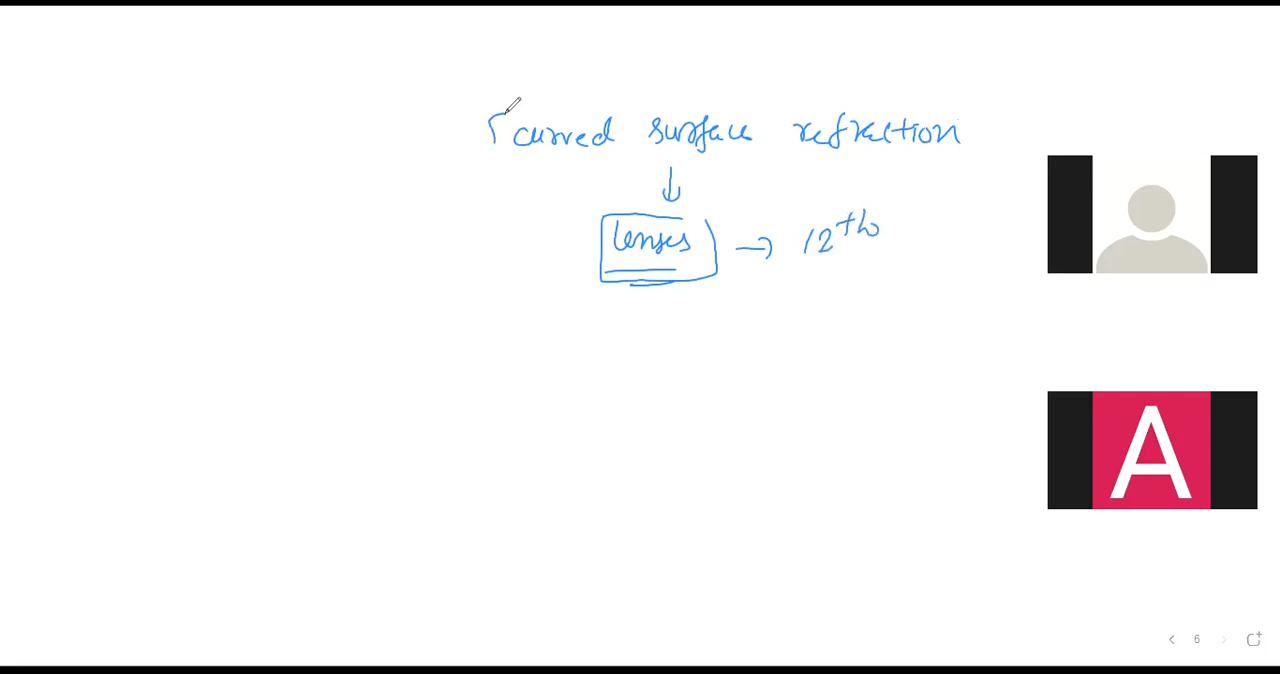 curved surface refraction
↓
lenses → 12th
A
6